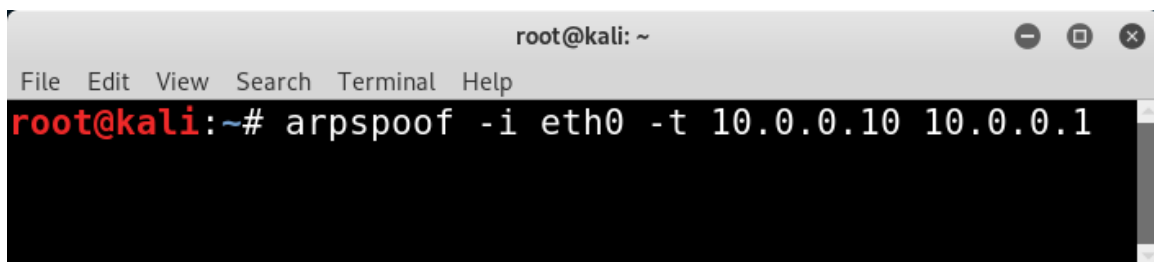 root@kali: ~
File Edit View Search Terminal Help
root@kali:~# arpspoof -i eth0 -t 10.0.0.10 10.0.0.1